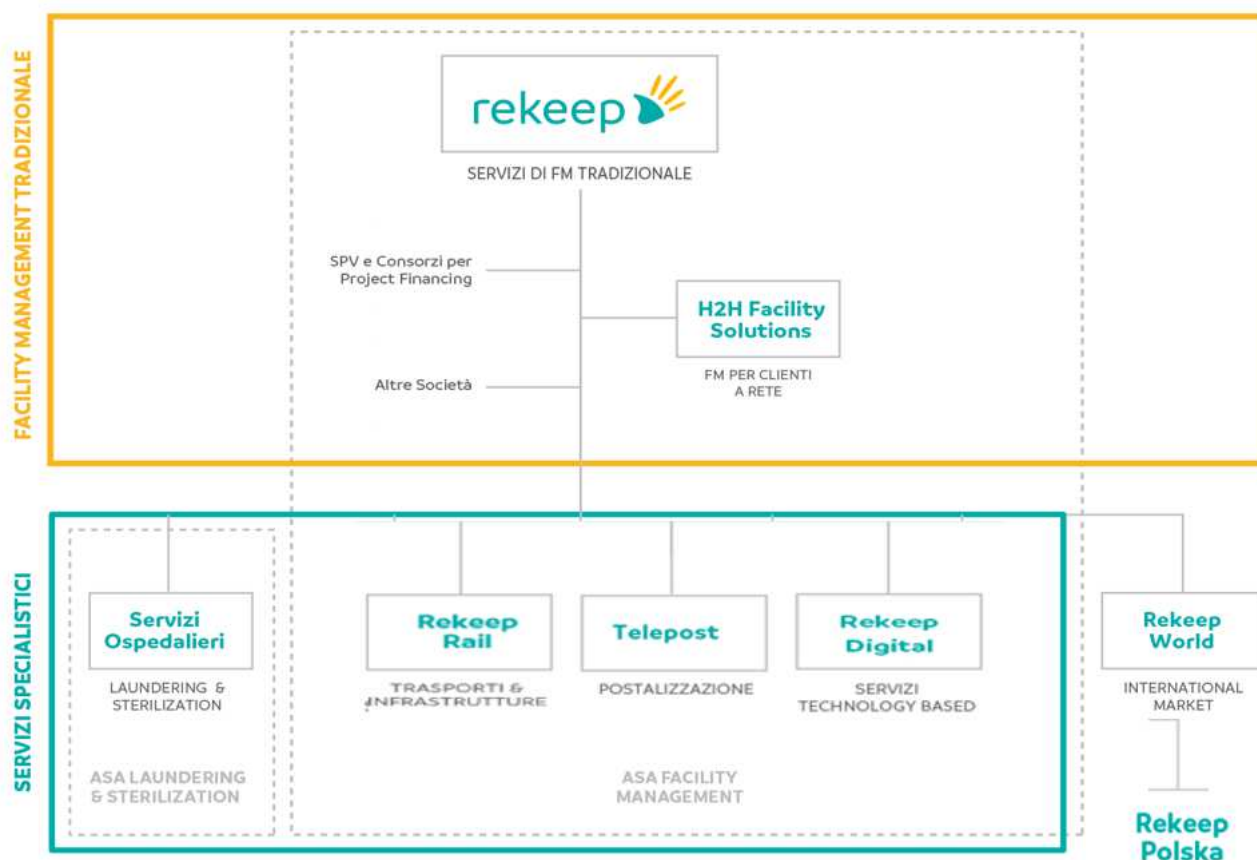 FACILITY MANAGEMENT TRADIZIONALE
rekeep
SERVIZI DI FM TRADIZIONALE
SPV e Consorzi per
Project Financing
H2H Facility
Solutions
FM PER CLIENTI
A RETE
Altre Società
SERVIZI SPECIALISTICI
Servizi
Ospedalieri
LAUNDERING &
STERILIZATION
ASA LAUNDERING
& STERILIZATION
Rekeep
Rail
TRASPORTI &
INFRASTRUTTURE
Telepost
POSTALIZZAZIONE
Rekeep
Digital
SERVIZI
TECHNOLOGY BASED
ASA FACILITY
MANAGEMENT
Rekeep
World
INTERNATIONAL
MARKET
Rekeep
Polska